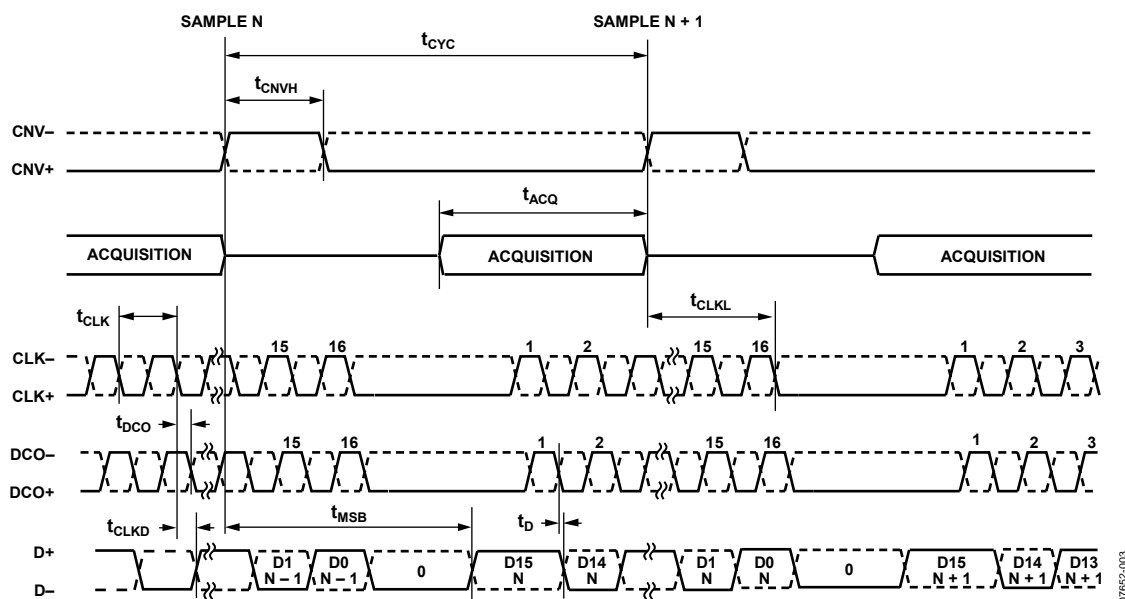 SAMPLE N SAMPLE N + 1
tCYC
tCNVH
CNV–
CNV+
tACQ
ACQUISITION ACQUISITION ACQUISITION
tCLK tCLKL
15 16 1 2 15 16 1 2 3
CLK–
CLK+
tDCO
15 16 1 2 15 16 1 2 3
DCO–
DCO+
tCLKD tMSB tD
D+
D–
D1 N – 1
D0 N – 1
0
D15 N
D14 N
D1 N
D0 N
0
D15 N + 1
D14 N + 1
D13 N + 1
07652-003